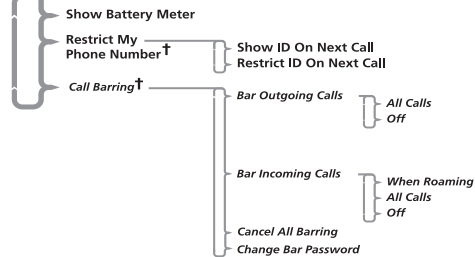 Show Battery Meter
Restrict My
Phone Number†
Show ID On Next Call
Restrict ID On Next Call
Call Barring†
Bar Outgoing Calls
All Calls
Off
Bar Incoming Calls
When Roaming
All Calls
Off
Cancel All Barring
Change Bar Password